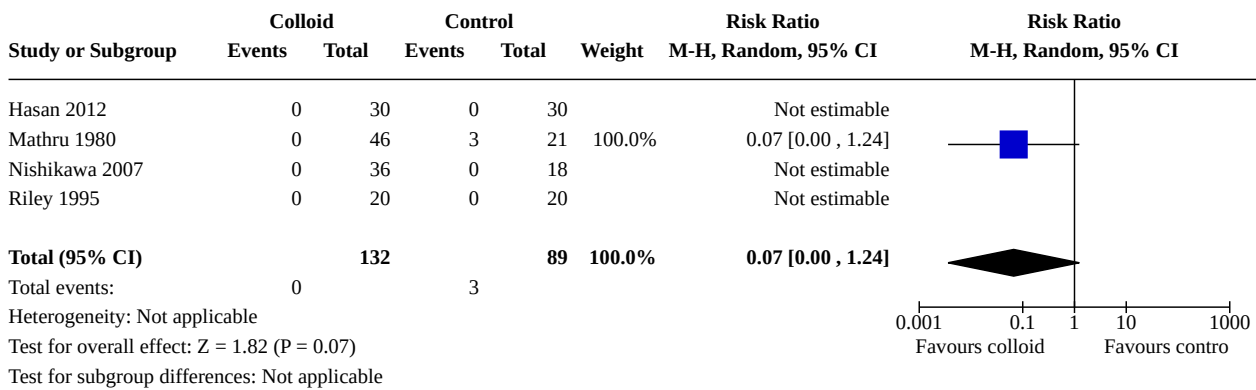 Colloid Control Risk Ratio Risk Ratio
Study or Subgroup Events Total Events Total Weight M-H, Random, 95% CI M-H, Random, 95% CI
Hasan 2012 0 30 0 30 Not estimable
Mathru 1980 0 46 3 21 100.0% 0.07 [0.00 , 1.24]
Nishikawa 2007 0 36 0 18 Not estimable
Riley 1995 0 20 0 20 Not estimable
Total (95% CI) 132 89 100.0% 0.07 [0.00 , 1.24]
Total events: 0 3
Heterogeneity: Not applicable
0.001 0.1 1 10 1000
Test for overall effect: Z = 1.82 (P = 0.07) Favours colloid Favours contro
Test for subgroup differences: Not applicable